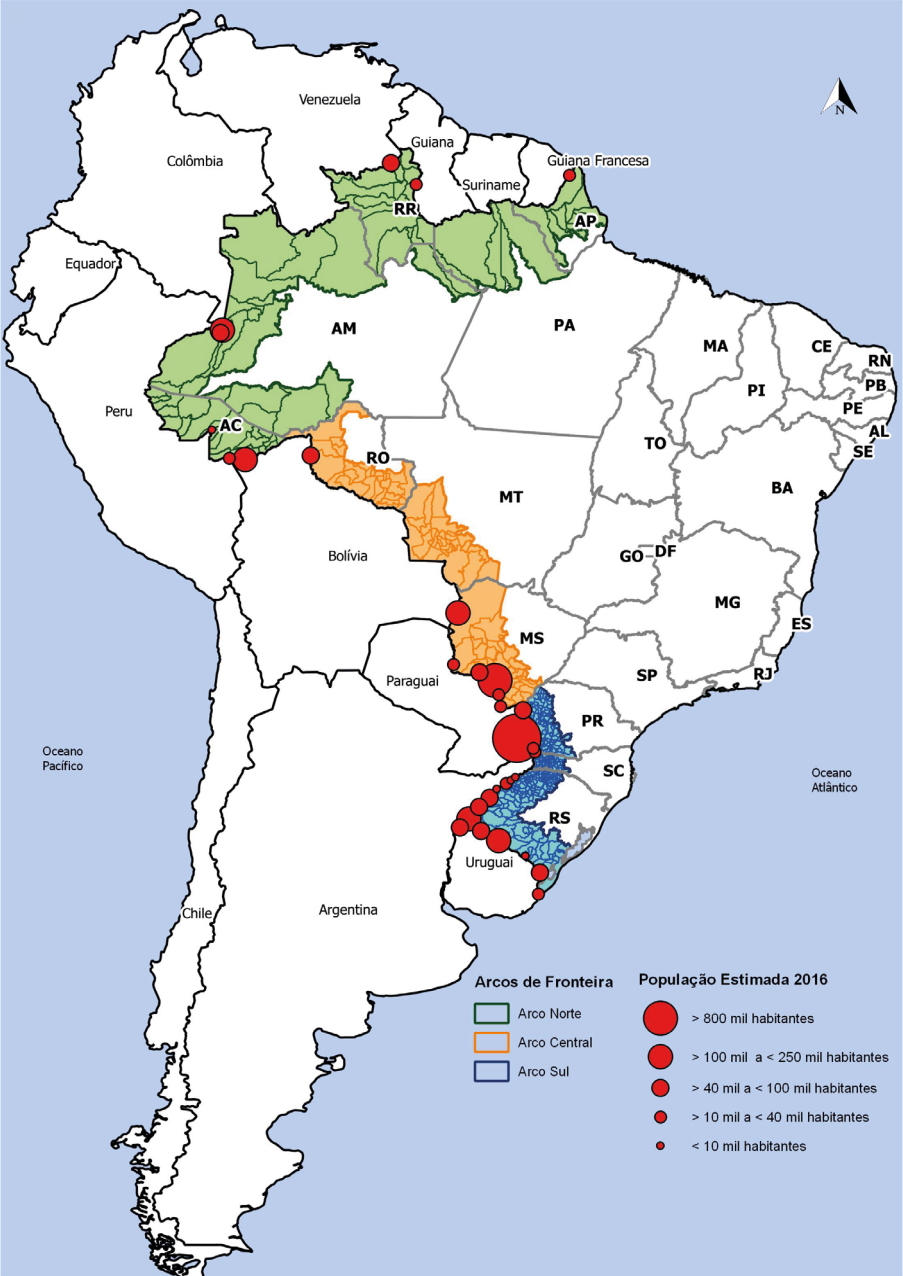 Venezuela
N
Guiana
Colômbia
Guiana Francesa
Suriname
RR
AP
Equador
AM
PA
MA
CE
RN
PI
PB
PE
Peru
AC
AL
TO
SE
RO
BA
MT
Bolívia
GO
DF
MG
ES
MS
SP
RJ
Paraguai
PR
Oceano
Pacífico
SC
Oceano
Atlântico
RS
Uruguai
Chile
Argentina
Arcos de Fronteira
Arco Norte
Arco Central
Arco Sul
População Estimada 2016
> 800 mil habitantes
> 100 mil a < 250 mil habitantes
> 40 mil a < 100 mil habitantes
> 10 mil a < 40 mil habitantes
< 10 mil habitantes